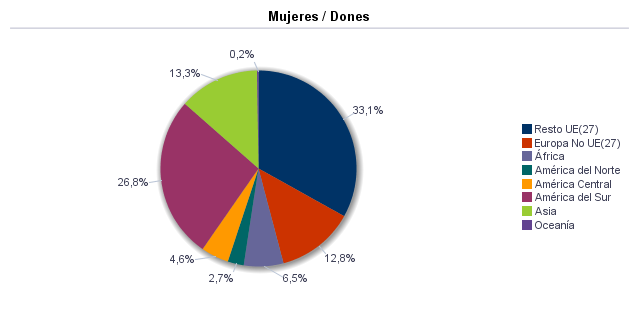 Mujeres / Dones
0,2%
13,3%
33,1%
26,8%
4,6%
2,7%
6,5%
12,8%
Resto UE(27)
Europa No UE(27)
África
América del Norte
América Central
América del Sur
Asia
Oceanía